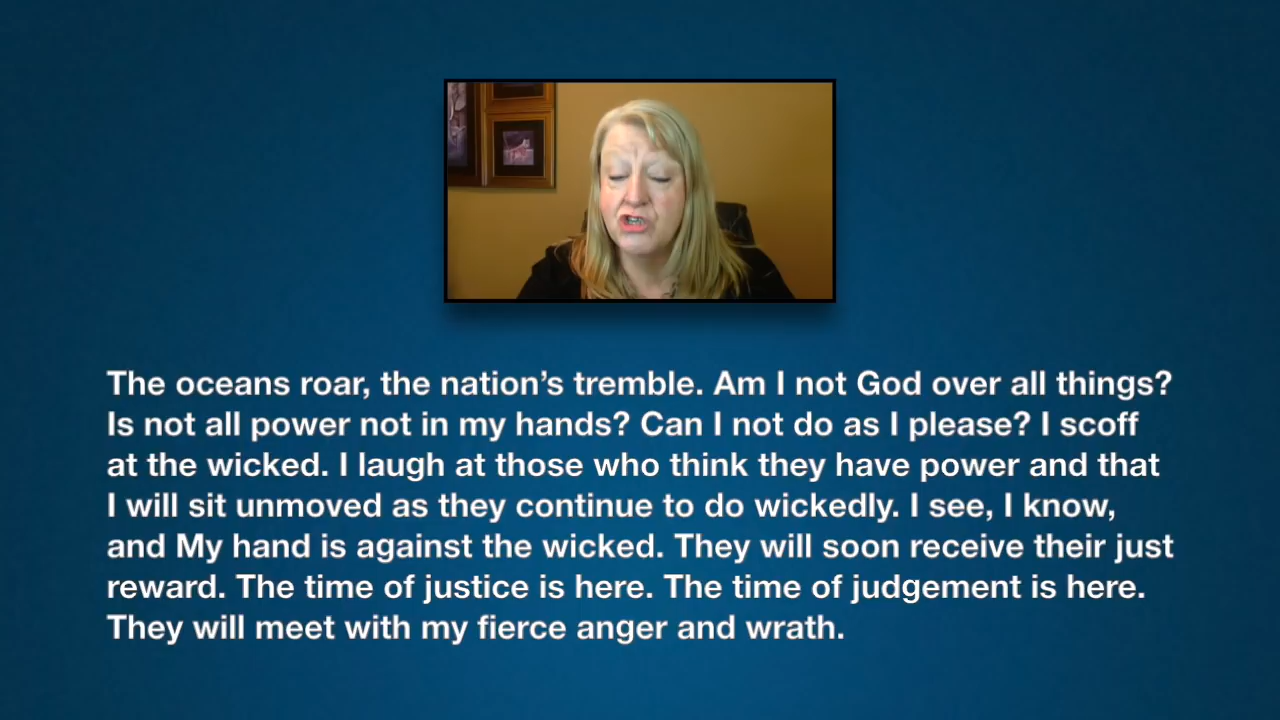 The oceans roar, the nation’s tremble. Am I not God over all things?
Is not all power not in my hands? Can I not do as I please? I scoff
at the wicked. I laugh at those who think they have power and that
I will sit unmoved as they continue to do wickedly. I see, I know,
and My hand is against the wicked. They will soon receive their just
reward. The time of justice is here. The time of judgement is here.
They will meet with my fierce anger and wrath.